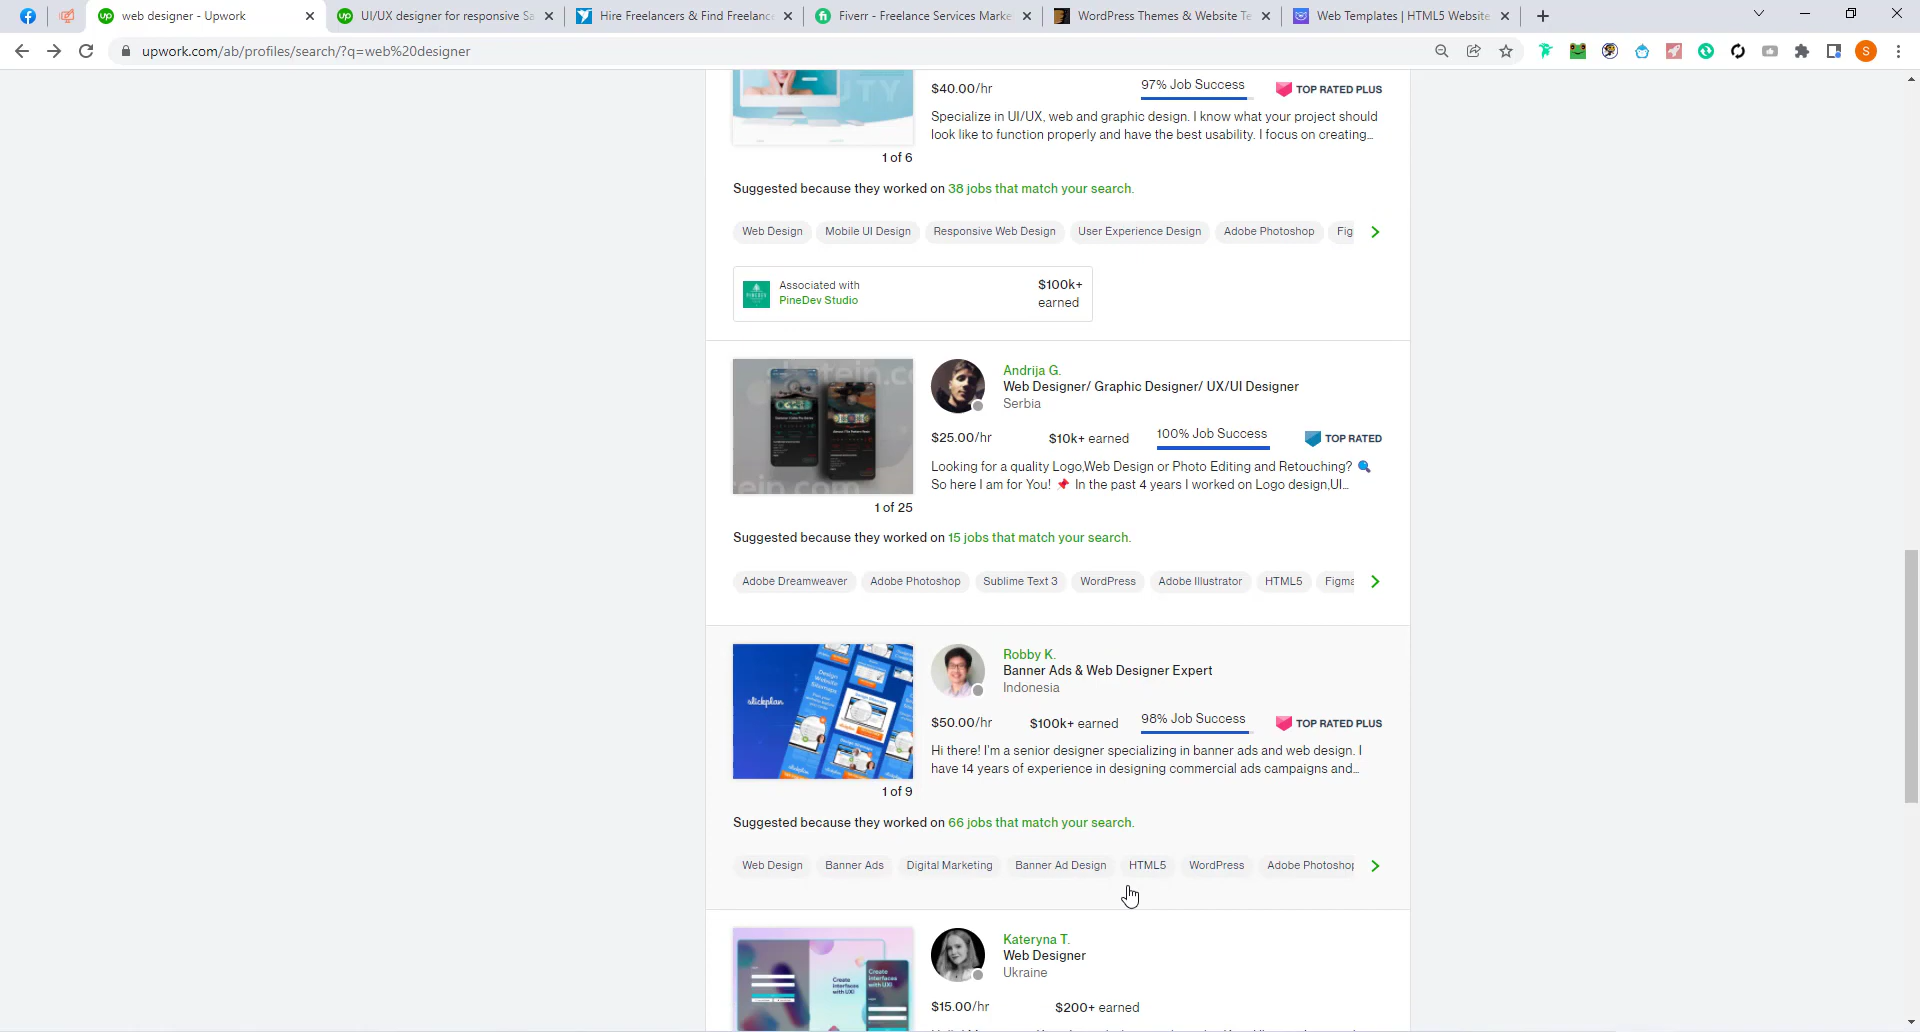 web designer - Upwork
UI/UX designer for responsive Sa
Hire Freelancers & Find Freelance
Fiverr - Freelance Services Marke
WordPress Themes & Website Te
Web Templates | HTML5 Website
upwork.com/ab/profiles/search/?q=web%20designer
S
$40.00/hr
97% Job Success
TOP RATED PLUS
Specialize in UI/UX, web and graphic design. I know what your project should
look like to function properly and have the best usability. I focus on creating...
1 of 6
Suggested because they worked on 38 jobs that match your search.
Web Design
Mobile UI Design
Responsive Web Design
User Experience Design
Adobe Photoshop
Fig
Associated with
PineDev Studio
$100k+
earned
Andrija G.
Web Designer/ Graphic Designer/ UX/UI Designer
Serbia
$25.00/hr
$10k+ earned
100% Job Success
TOP RATED
Looking for a quality Logo,Web Design or Photo Editing and Retouching? 🔍
So here I am for You! 📌 In the past 4 years I worked on Logo design,UI...
1 of 25
Suggested because they worked on 15 jobs that match your search.
Adobe Dreamweaver
Adobe Photoshop
Sublime Text 3
WordPress
Adobe Illustrator
HTML5
Figma
slickplan
Design
Website
Sitemaps
Robby K.
Banner Ads & Web Designer Expert
Indonesia
$50.00/hr
$100k+ earned
98% Job Success
TOP RATED PLUS
Hi there! I'm a senior designer specializing in banner ads and web design. I
have 14 years of experience in designing commercial ads campaigns and...
1 of 9
Suggested because they worked on 66 jobs that match your search.
Web Design
Banner Ads
Digital Marketing
Banner Ad Design
HTML5
WordPress
Adobe Photoshop
Create
Interfaces
with UXI
Kateryna T.
Web Designer
Ukraine
$15.00/hr
$200+ earned